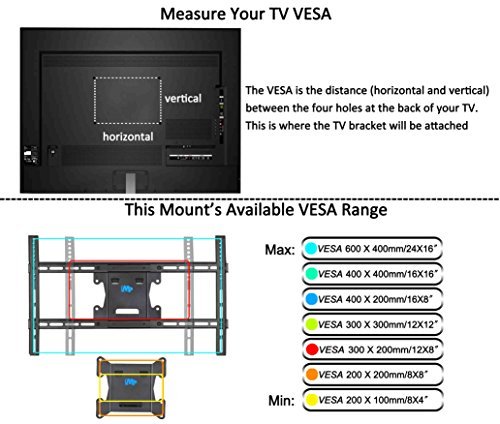 Measure Your TV VESA
vertical
horizontal
The VESA is the distance (horizontal and vertical)
between the four holes at the back of your TV.
This is where the TV bracket will be attached
This Mount's Available VESA Range
Max:
VESA 600 X 400mm/24X16"
VESA 400 X 400mm/16X16"
VESA 400 X 200mm/16X8"
VESA 300 X 300mm/12X12"
VESA 300 X 200mm/12X8"
VESA 200 X 200mm/8X8"
Min:
VESA 200 X 100mm/8X4"